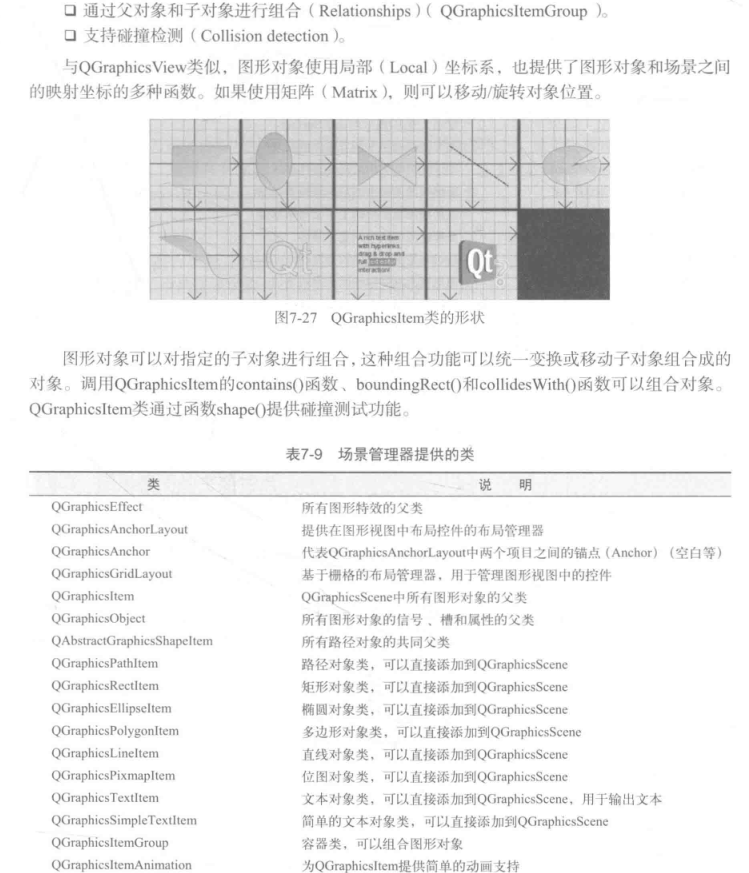 ❑ 通过父对象和子对象进行组合（Relationships）（ QGraphicsItemGroup ）。
❑ 支持碰撞检测（Collision detection）。
与QGraphicsView类似，图形对象使用局部（Local）坐标系，也提供了图形对象和场景之间
的映射坐标的多种函数。如果使用矩阵（Matrix），则可以移动/旋转对象位置。
Qt
A rich text item
with hyperlinks,
drag & drop and
full
interaction!
Qt
图7-27 QGraphicsItem类的形状
图形对象可以对指定的子对象进行组合，这种组合功能可以统一变换或移动子对象组合成的
对象。调用QGraphicsItem的contains()函数、boundingRect()和collidesWith()函数可以组合对象。
QGraphicsItem类通过函数shape()提供碰撞测试功能。
表7-9 场景管理器提供的类
类 说 明
QGraphicsEffect 所有图形特效的父类
QGraphicsAnchorLayout 提供在图形视图中布局控件的布局管理器
QGraphicsAnchor 代表QGraphicsAnchorLayout中两个项目之间的锚点（Anchor）（空白等）
QGraphicsGridLayout 基于栅格的布局管理器，用于管理图形视图中的控件
QGraphicsItem QGraphicsScene中所有图形对象的父类
QGraphicsObject 所有图形对象的信号、槽和属性的父类
QAbstractGraphicsShapeItem 所有路径对象的共同父类
QGraphicsPathItem 路径对象类，可以直接添加到QGraphicsScene
QGraphicsRectItem 矩形对象类，可以直接添加到QGraphicsScene
QGraphicsEllipseItem 椭圆对象类，可以直接添加到QGraphicsScene
QGraphicsPolygonItem 多边形对象类，可以直接添加到QGraphicsScene
QGraphicsLineItem 直线对象类，可以直接添加到QGraphicsScene
QGraphicsPixmapItem 位图对象类，可以直接添加到QGraphicsScene
QGraphicsTextItem 文本对象类，可以直接添加到QGraphicsScene，用于输出文本
QGraphicsSimpleTextItem 简单的文本对象类，可以直接添加到QGraphicsScene
QGraphicsItemGroup 容器类，可以组合图形对象
QGraphicsItemAnimation 为QGraphicsItem提供简单的动画支持